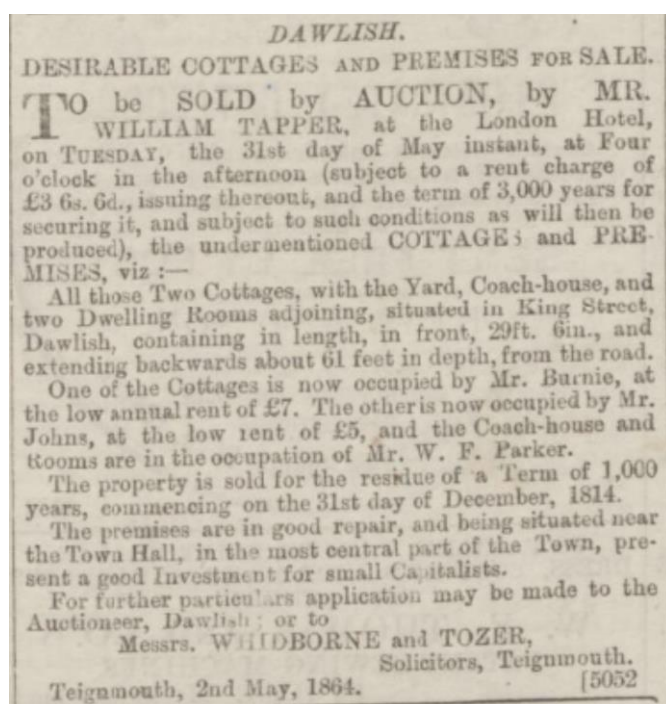 DAWLISH.
DESIRABLE COTTAGES AND PREMISES FOR SALE.
TO be SOLD by AUCTION, by MR.
WILLIAM TAPPER, at the London Hotel,
on TUESDAY, the 31st day of May instant, at Four
o'clock in the afternoon (subject to a rent charge of
£3 6s. 6d., issuing thereout, and the term of 3,000 years for
securing it, and subject to such conditions as will then be
produced), the undermentioned COTTAGES and PRE-
MISES, viz :—
All those Two Cottages, with the Yard, Coach-house, and
two Dwelling Rooms adjoining, situated in King Street,
Dawlish, containing in length, in front, 29ft. 6in., and
extending backwards about 61 feet in depth, from the road.
One of the Cottages is now occupied by Mr. Burnie, at
the low annual rent of £7. The other is now occupied by Mr.
Johns, at the low rent of £5, and the Coach-house and
Rooms are in the occupation of Mr. W. F. Parker.
The property is sold for the residue of a Term of 1,000
years, commencing on the 31st day of December, 1814.
The premises are in good repair, and being situated near
the Town Hall, in the most central part of the Town, pre-
sent a good Investment for small Capitalists.
For further particulars application may be made to the
Auctioneer, Dawlish; or to
Messrs. WHIDBORNE and TOZER,
Solicitors, Teignmouth.
Teignmouth, 2nd May, 1864. [5052